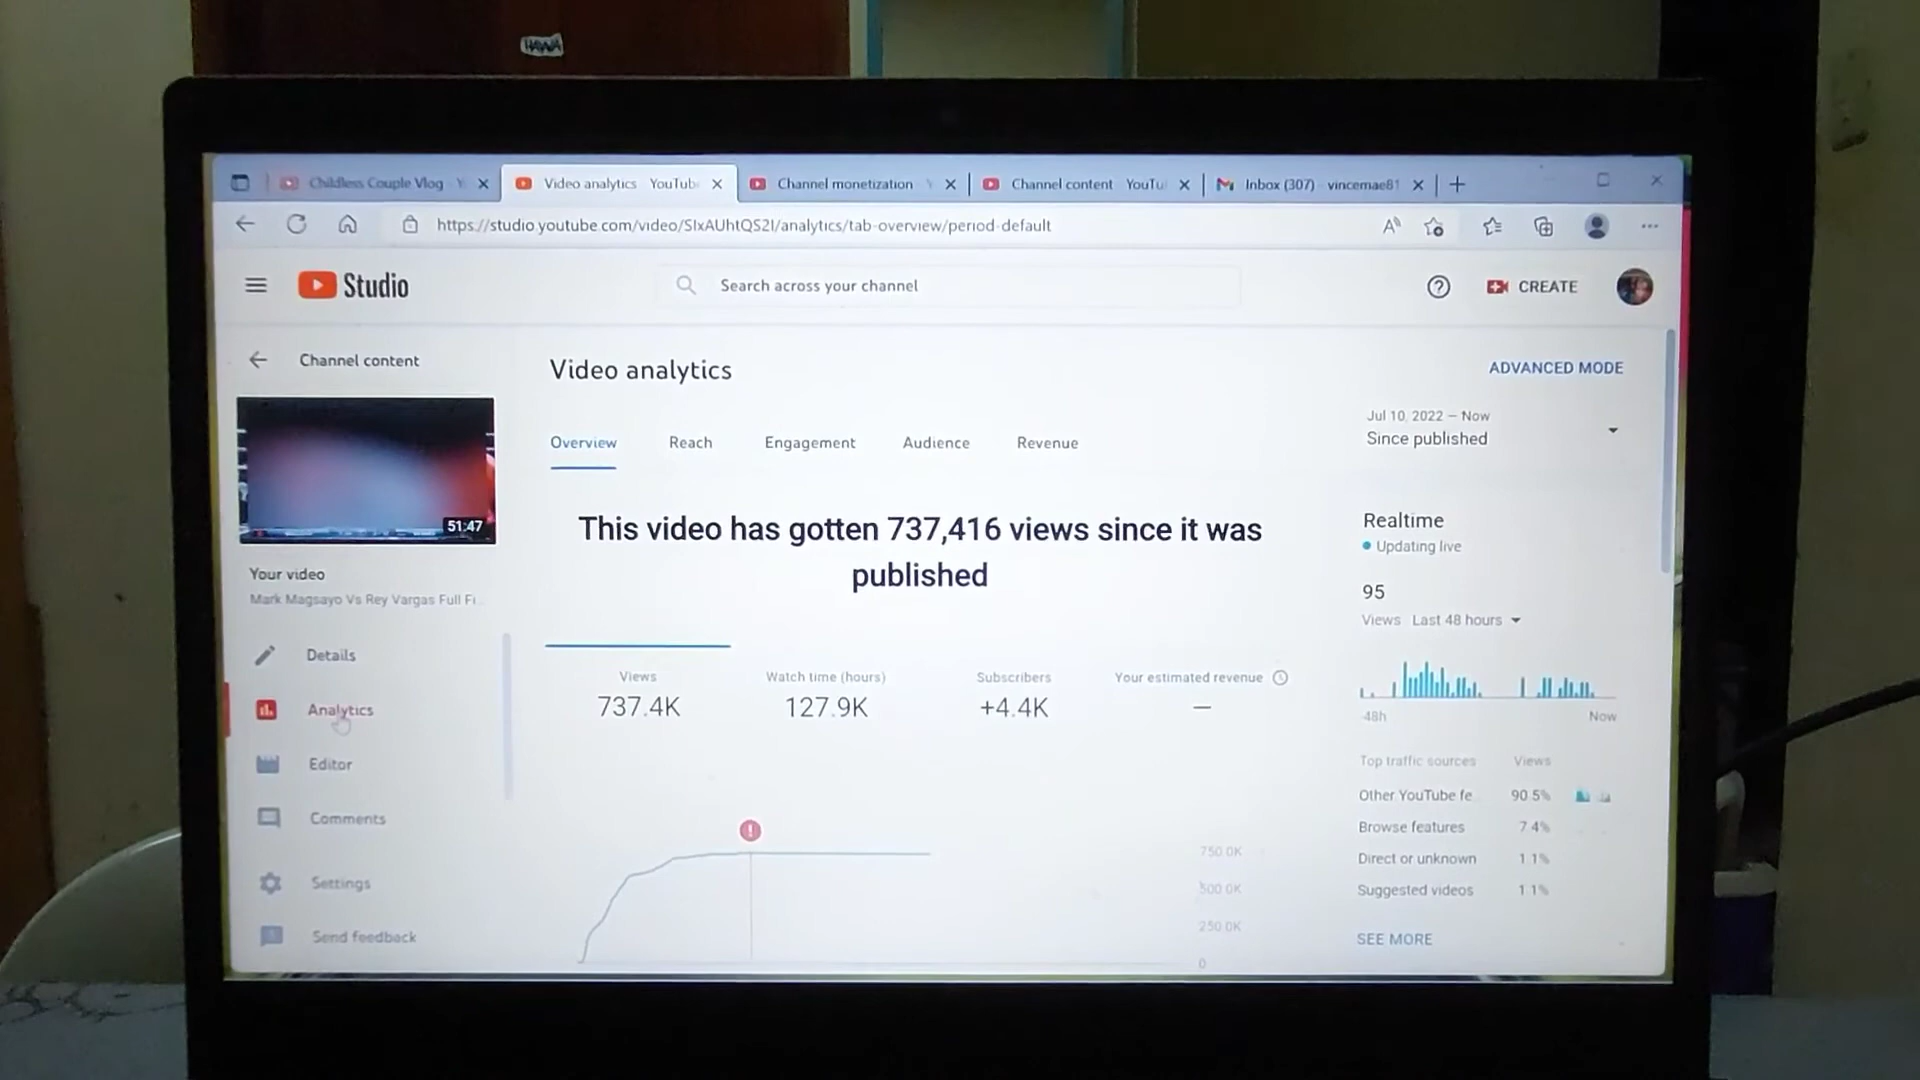 HAWA
Childless Couple Vlog
Video analytics YouTub
Channel monetization
Channel content YouTu
Inbox (307) vincemae81
https://studio.youtube.com/video/SIxAUhtQS2I/analytics/tab-overview/period-default
Studio
Search across your channel
CREATE
Channel content
Video analytics
ADVANCED MODE
Jul 10, 2022 – Now
Since published
Overview
Reach
Engagement
Audience
Revenue
51:47
This video has gotten 737,416 views since it was
published
Realtime
Updating live
95
Views Last 48 hours
Your video
Mark Magsayo Vs Rey Vargas Full Fi
Details
Analytics
Editor
Comments
Settings
Send feedback
Views
737.4K
Watch time (hours)
127.9K
Subscribers
+4.4K
Your estimated revenue
—
-48h
Now
Top traffic sources
Views
Other YouTube fe
90.5%
Browse features
7.4%
Direct or unknown
1.1%
Suggested videos
1.1%
SEE MORE
750.0K
500.0K
250.0K
0